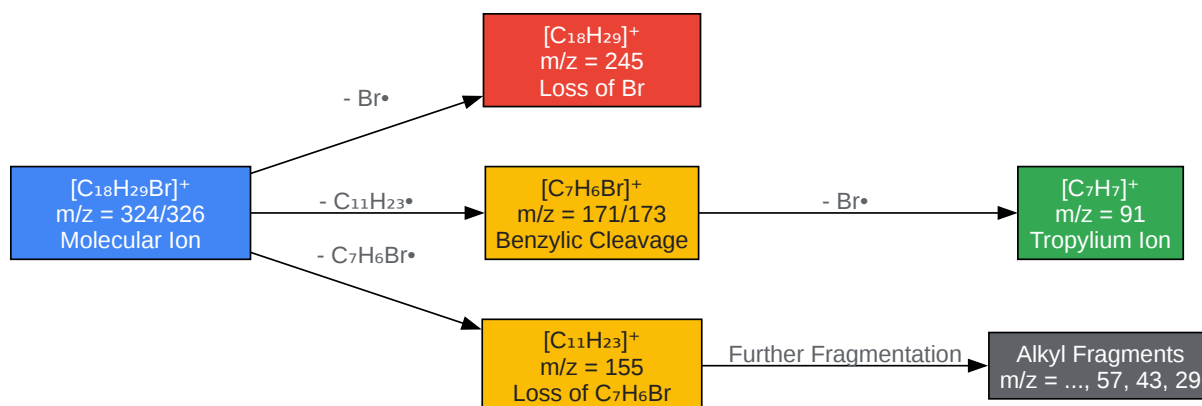 [C₁₈H₂₉]⁺
m/z = 245
Loss of Br
- Br•
[C₁₈H₂₉Br]⁺
m/z = 324/326
Molecular Ion
- C₁₁H₂₃•
[C₇H₆Br]⁺
m/z = 171/173
Benzylic Cleavage
- Br•
[C₇H₇]⁺
m/z = 91
Tropylium Ion
- C₇H₆Br•
[C₁₁H₂₃]⁺
m/z = 155
Loss of C₇H₆Br
Further Fragmentation
Alkyl Fragments
m/z = ..., 57, 43, 29